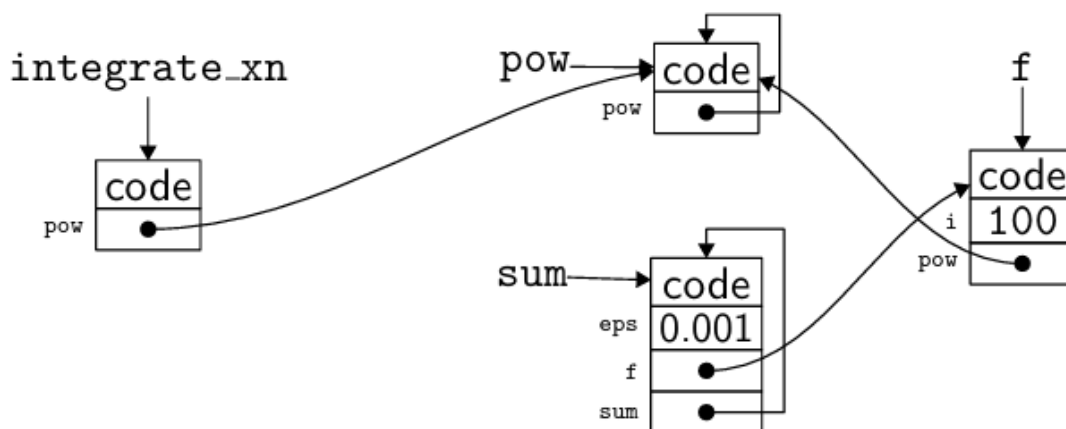 integrate_xn
code
pow
pow
code
pow
f
code
i 100
pow
sum
code
eps 0.001
f
sum